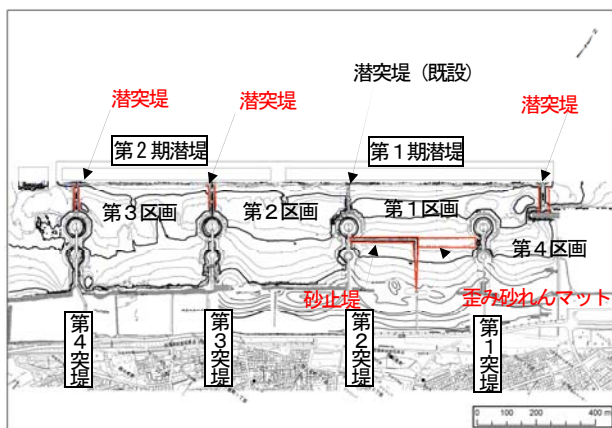 潜突堤（既設）
潜突堤
潜突堤
潜突堤
第２期潜堤
第１期潜堤
第３区画
第２区画
第１区画
第４区画
砂止堤
歪み砂れんマット
第４突堤
第３突堤
第２突堤
第１突堤
0 100 200 400 m